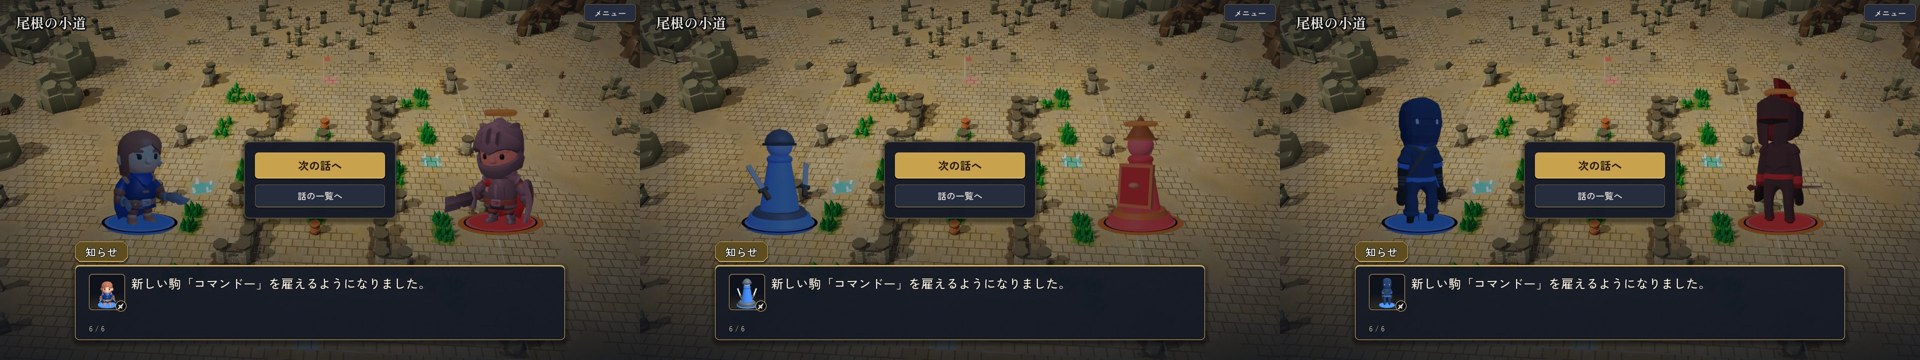 尾根の小道
メニュー
次の話へ
話の一覧へ
知らせ
新しい駒「コマンドー」を雇えるようになりました。
6 / 6
尾根の小道
メニュー
次の話へ
話の一覧へ
知らせ
新しい駒「コマンドー」を雇えるようになりました。
6 / 6
尾根の小道
メニュー
次の話へ
話の一覧へ
知らせ
新しい駒「コマンドー」を雇えるようになりました。
6 / 6